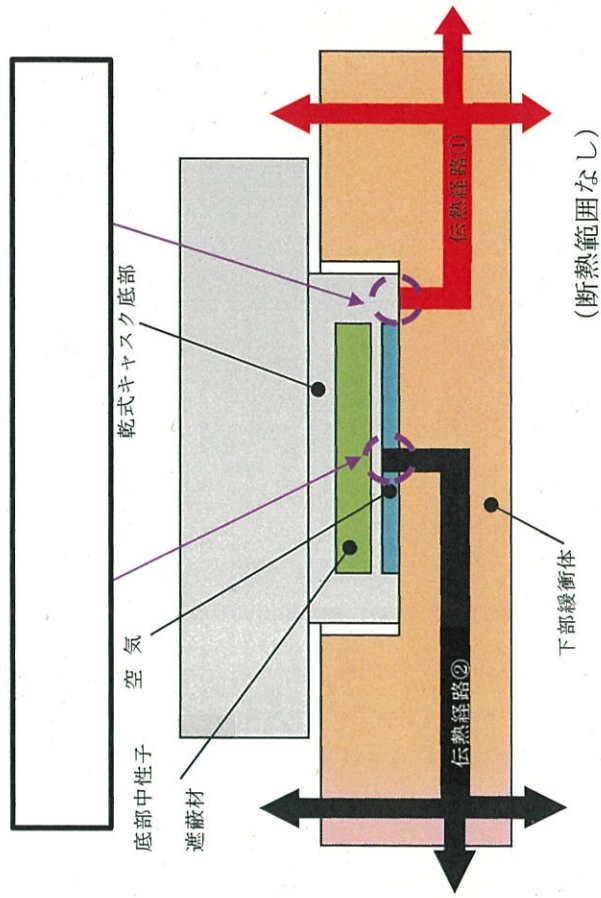 乾式キャスク底部
空 気
底部中性子
遮蔽材
伝熱経路①
伝熱経路②
下部緩衝体
(断熱範囲なし)